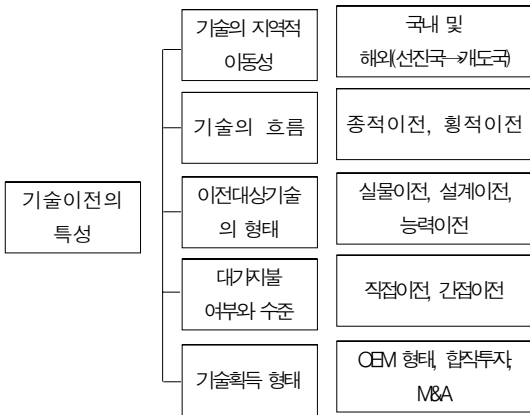 기술의 지역적
이동성
국내 및
해외(선진국→개도국)
기술의 흐름
종적이전, 횡적이전
기술이전의
특성
이전대상기술
의 형태
실물이전, 설계이전,
능력이전
대가지불
여부와 수준
직접이전, 간접이전
기술획득 형태
OEM 형태, 합작투자,
M&A